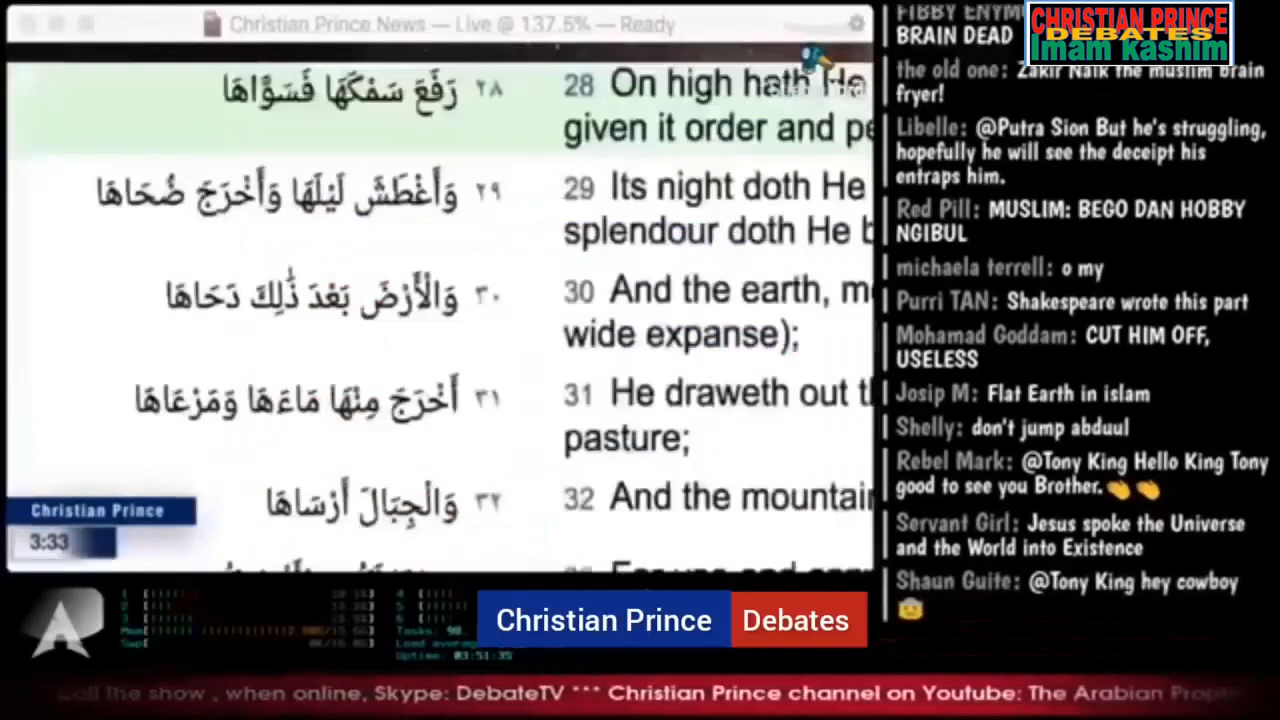 Christian.Prince.News — Live @ 137.5% — Ready
٢٨ رَفَعَ سَمْكَهَا فَسَوَّاهَا
28 On high hath He
given it order and pe
٢٩ وَأَغْطَشَ لَيْلَهَا وَأَخْرَجَ ضُحَاهَا
29 Its night doth He
splendour doth He b
٣٠ وَالْأَرْضَ بَعْدَ ذَٰلِكَ دَحَاهَا
30 And the earth, m
wide expanse);
٣١ أَخْرَجَ مِنْهَا مَاءَهَا وَمَرْعَاهَا
31 He draweth out t
pasture;
٣٢ وَالْجِبَالَ أَرْسَاهَا
32 And the mountain
Christian Prince
3:33
CHRISTIAN PRINCE
DEBATES
Imam kashim
FIBBY ENYM
BRAIN DEAD
the old one: Zakir Naik the muslim brain
fryer!
Libelle: @Putra Sion But he's struggling,
hopefully he will see the deceipt his
entraps him.
Red Pill: MUSLIM: BEGO DAN HOBBY
NGIBUL
michaela terrell: o my
Purri TAN: Shakespeare wrote this part
Mohamad Goddam: CUT HIM OFF,
USELESS
Josip M: Flat Earth in islam
Shelly: don't jump abduul
Rebel Mark: @Tony King Hello King Tony
good to see you Brother.
Servant Girl: Jesus spoke the Universe
and the World into Existence
Shaun Guite: @Tony King hey cowboy
Uptime: 03:51:35
Christian Prince Debates
the show , when online, Skype: DebateTV *** Christian Prince channel on Youtube: The Arabian